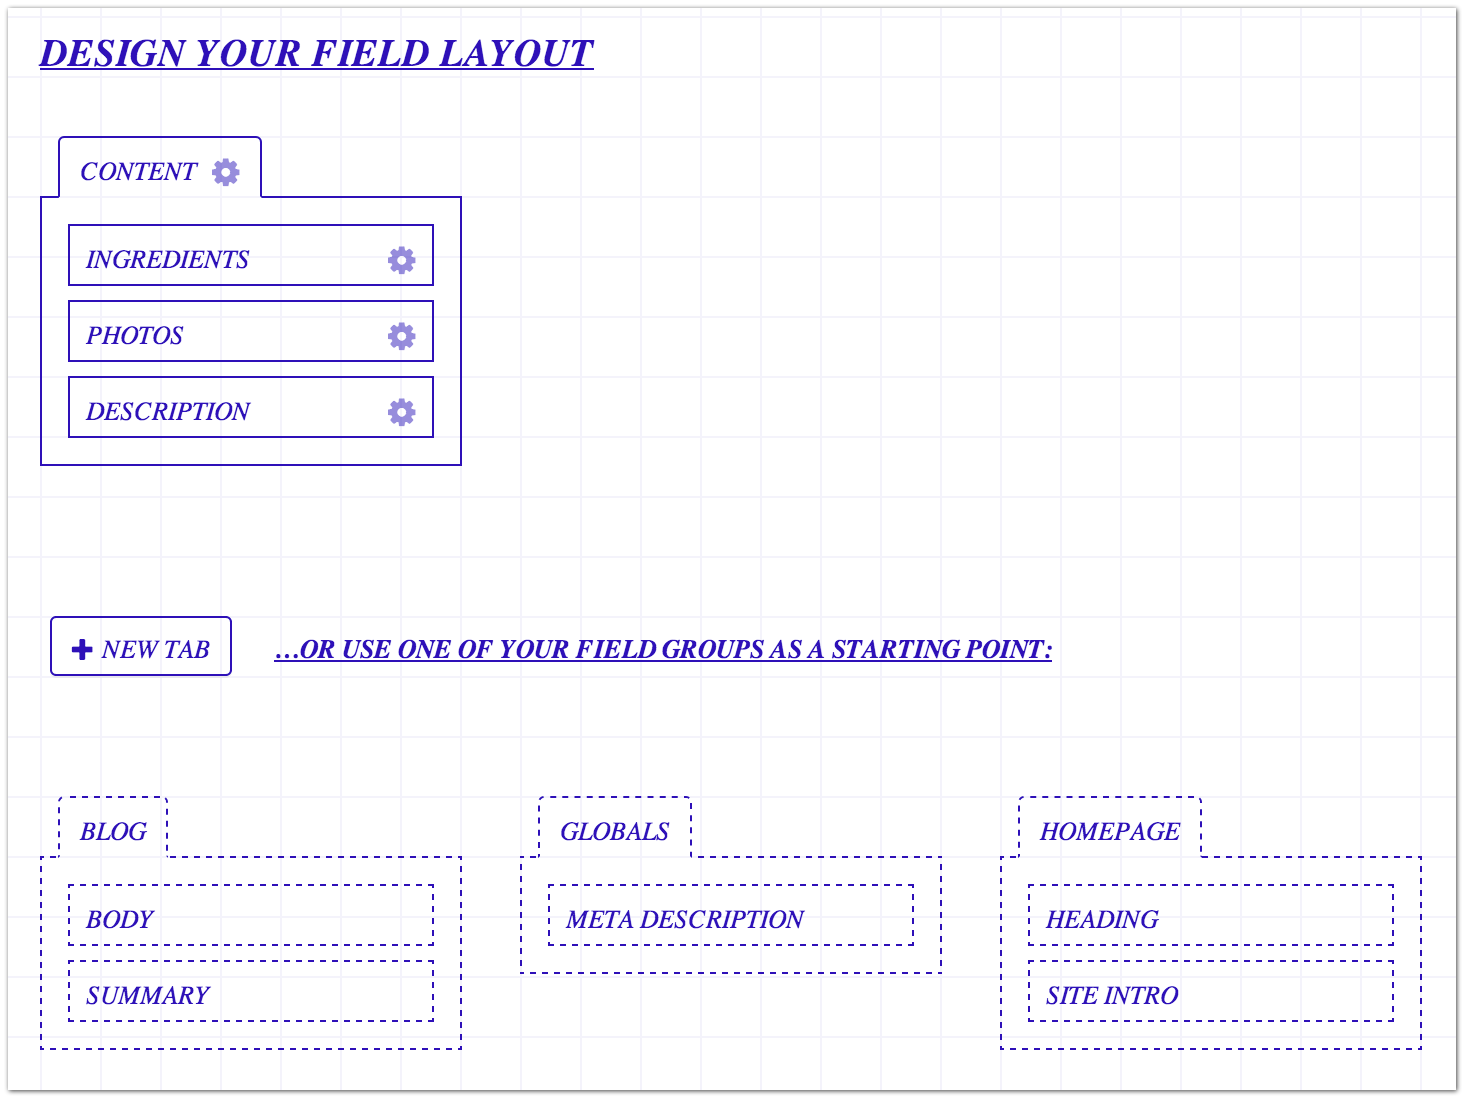 DESIGN YOUR FIELD LAYOUT
CONTENT
INGREDIENTS
PHOTOS
DESCRIPTION
NEW TAB
…OR USE ONE OF YOUR FIELD GROUPS AS A STARTING POINT:
BLOG
BODY
SUMMARY
GLOBALS
META DESCRIPTION
HOMEPAGE
HEADING
SITE INTRO